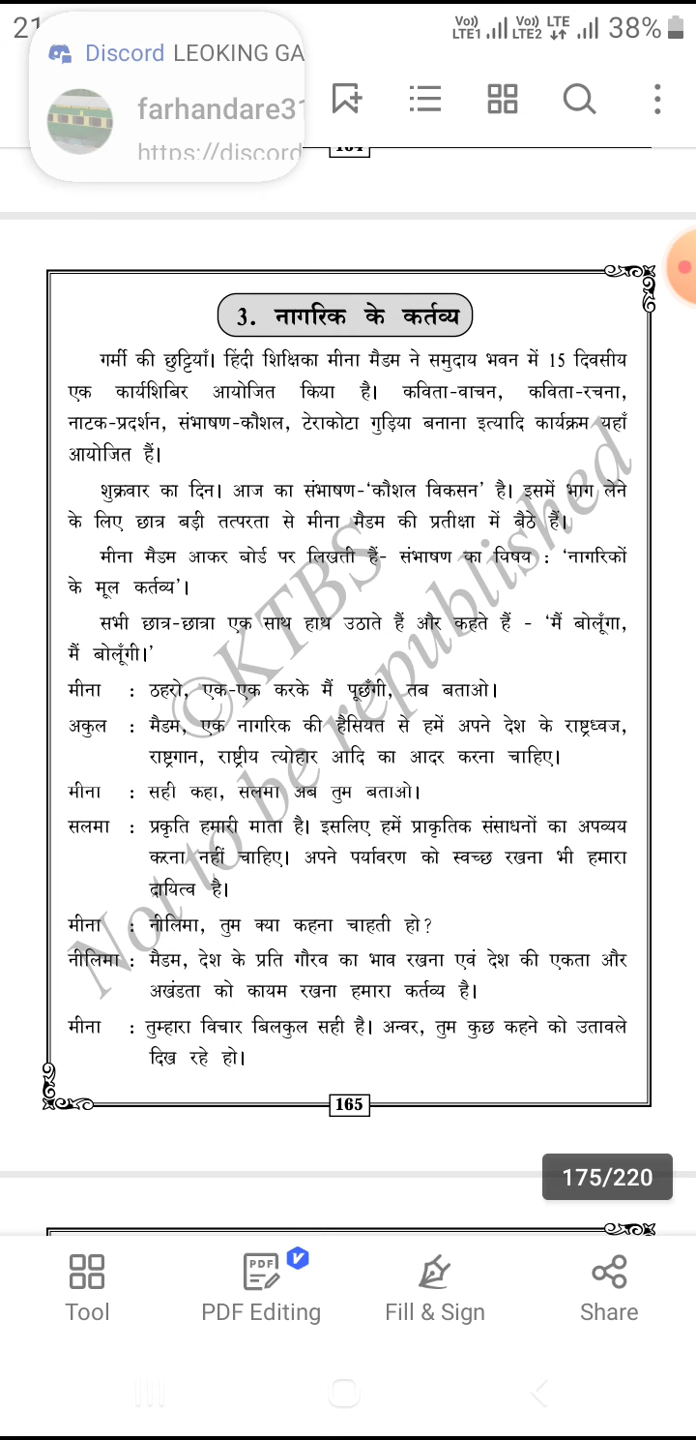 21
Discord LEOKING GA
farhandare31
https://discord
Vo) LTE1 Vo) LTE2 LTE 38%
164
3. नागरिक के कर्तव्य
गर्मी की छुट्टियाँ। हिंदी शिक्षिका मीना मैडम ने समुदाय भवन में 15 दिवसीय
एक कार्यशिबिर आयोजित किया है। कविता-वाचन, कविता-रचना,
नाटक-प्रदर्शन, संभाषण-कौशल, टेराकोटा गुड़िया बनाना इत्यादि कार्यक्रम यहाँ
आयोजित हैं।
शुक्रवार का दिन। आज का संभाषण-‘कौशल विकसन’ है। इसमें भाग लेने
के लिए छात्र बड़ी तत्परता से मीना मैडम की प्रतीक्षा में बैठे हैं।
मीना मैडम आकर बोर्ड पर लिखती हैं- संभाषण का विषय : ‘नागरिकों
के मूल कर्तव्य’।
सभी छात्र-छात्रा एक साथ हाथ उठाते हैं और कहते हैं - ‘मैं बोलूँगा,
मैं बोलूँगी।’
मीना : ठहरो, एक-एक करके मैं पूछूँगी, तब बताओ।
अकुल : मैडम, एक नागरिक की हैसियत से हमें अपने देश के राष्ट्रध्वज,
राष्ट्रगान, राष्ट्रीय त्योहार आदि का आदर करना चाहिए।
मीना : सही कहा, सलमा अब तुम बताओ।
सलमा : प्रकृति हमारी माता है। इसलिए हमें प्राकृतिक संसाधनों का अपव्यय
करना नहीं चाहिए। अपने पर्यावरण को स्वच्छ रखना भी हमारा
दायित्व है।
मीना : नीलिमा, तुम क्या कहना चाहती हो?
नीलिमा : मैडम, देश के प्रति गौरव का भाव रखना एवं देश की एकता और
अखंडता को कायम रखना हमारा कर्तव्य है।
मीना : तुम्हारा विचार बिलकुल सही है। अन्वर, तुम कुछ कहने को उतावले
दिख रहे हो।
©KTBS
Not to be republished
165
175/220
PDF
Tool PDF Editing Fill & Sign Share